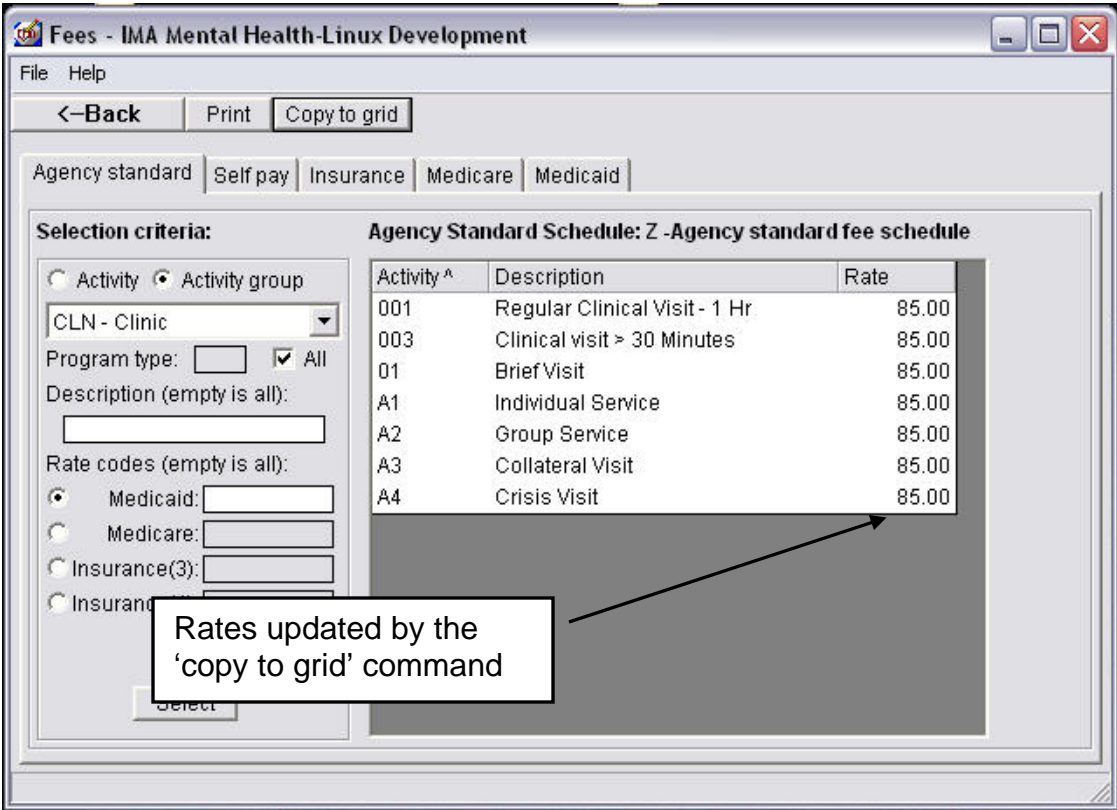 Fees - IMA Mental Health-Linux Development
File Help
<--Back Print Copy to grid
Agency standard Self pay Insurance Medicare Medicaid
Selection criteria:
Activity Activity group
CLN - Clinic
Program type: All
Description (empty is all):
Rate codes (empty is all):
Medicaid:
Medicare:
Insurance(3):
Agency Standard Schedule: Z -Agency standard fee schedule
Activity ^ Description Rate
001 Regular Clinical Visit - 1 Hr 85.00
003 Clinical visit > 30 Minutes 85.00
01 Brief Visit 85.00
A1 Individual Service 85.00
A2 Group Service 85.00
A3 Collateral Visit 85.00
A4 Crisis Visit 85.00
Rates updated by the
‘copy to grid’ command
Select